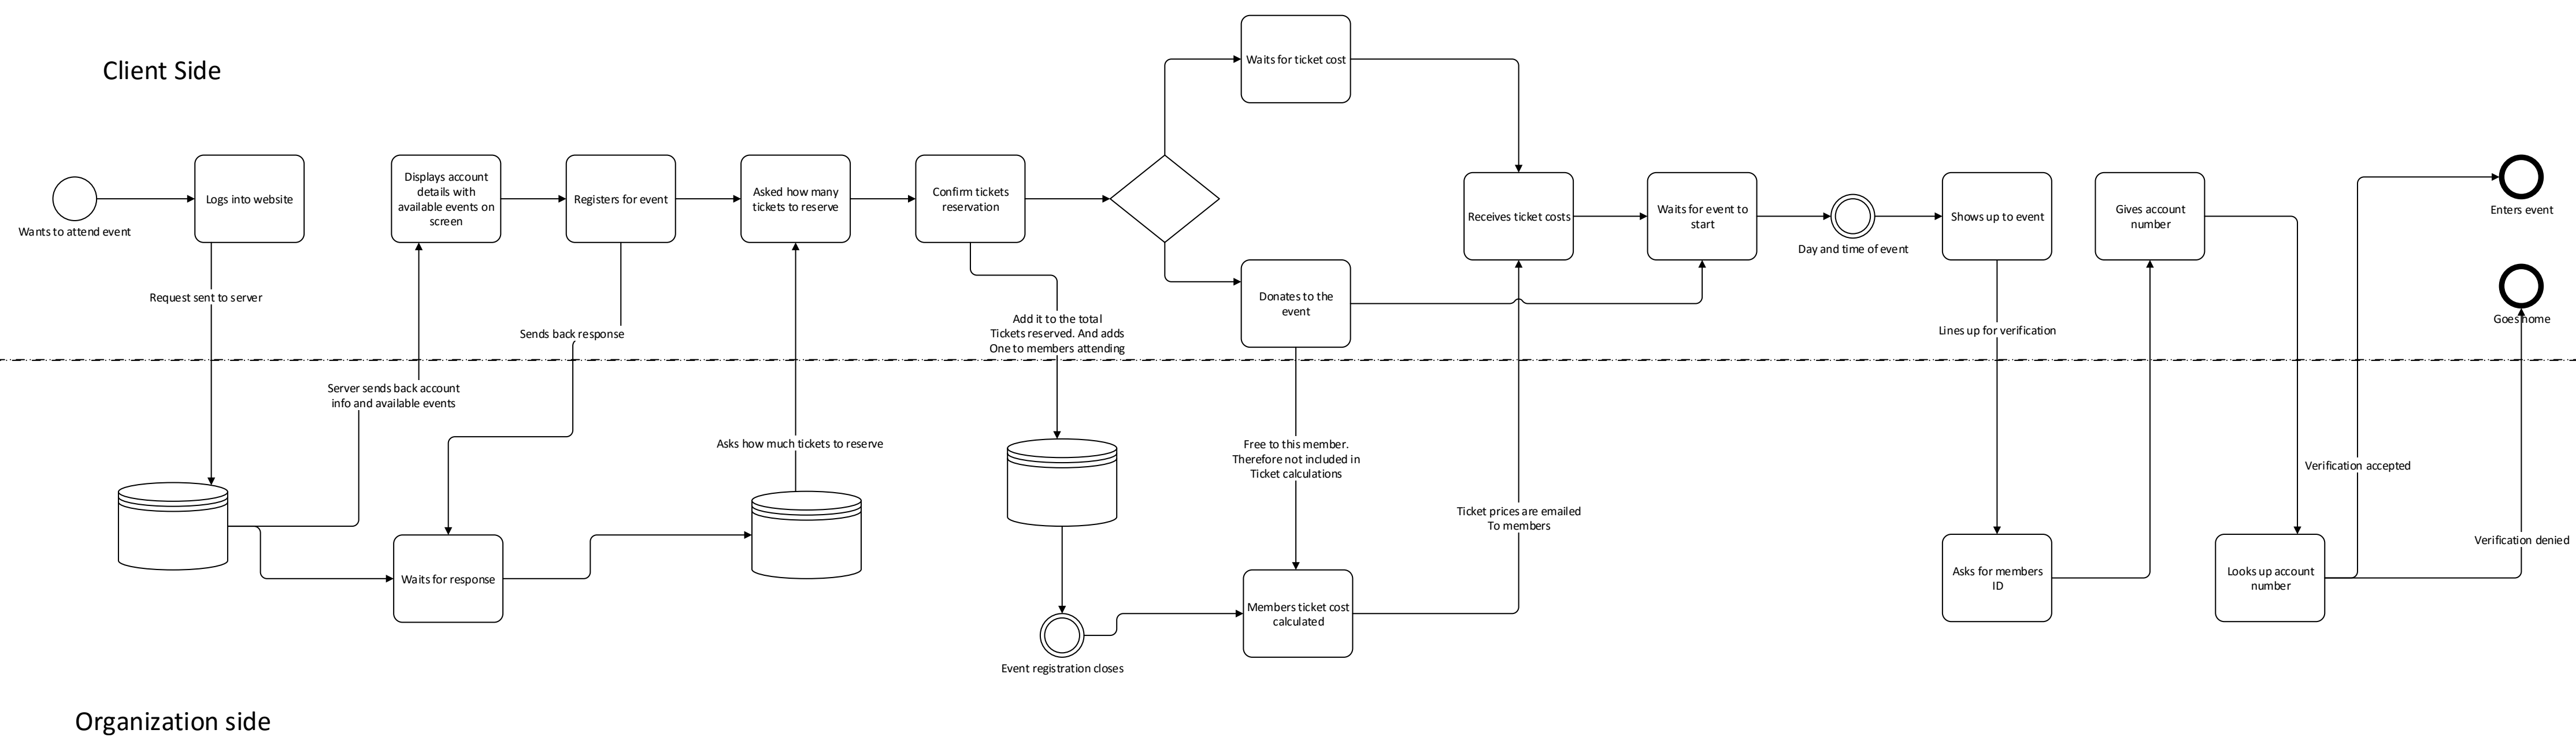 Client Side
Waits for ticket cost
Wants to attend event
Logs into website
Displays account
details with
available events on
screen
Registers for event
Asked how many
tickets to reserve
Confirm tickets
reservation
Receives ticket costs
Waits for event to
start
Day and time of event
Shows up to event
Gives account
number
Enters event
Goes home
Donates to the
event
Request sent to server
Sends back response
Add it to the total
Tickets reserved. And adds
One to members attending
Lines up for verification
Server sends back account
info and available events
Asks how much tickets to reserve
Free to this member.
Therefore not included in
Ticket calculations
Ticket prices are emailed
To members
Verification accepted
Verification denied
Waits for response
Members ticket cost
calculated
Asks for members
ID
Looks up account
number
Event registration closes
Organization side